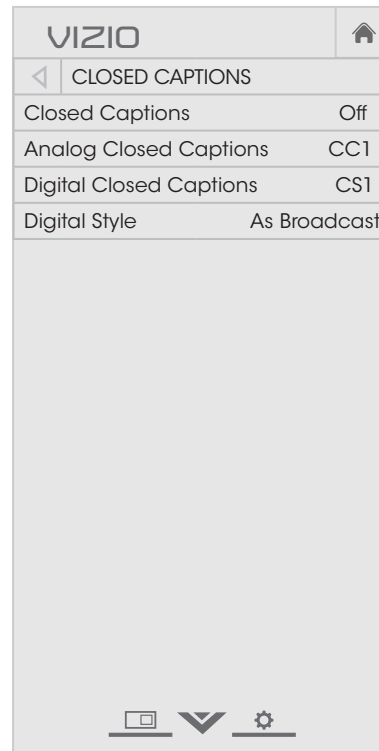 VIZIO
CLOSED CAPTIONS
Closed Captions Off
Analog Closed Captions CC1
Digital Closed Captions CS1
Digital Style As Broadcast